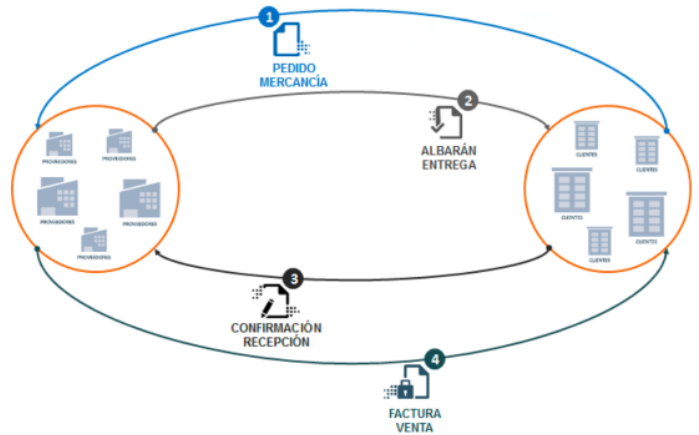 1
PEDIDO
MERCANCÌA
2
ALBARÁN
ENTREGA
PROVEEDORES
PROVEEDORES
PROVEEDORES
PROVEEDORES
PROVEEDORES
CLIENTES
CLIENTES
CLIENTES
CLIENTES
CLIENTES
3
CONFIRMACIÓN
RECEPCIÓN
4
FACTURA
VENTA